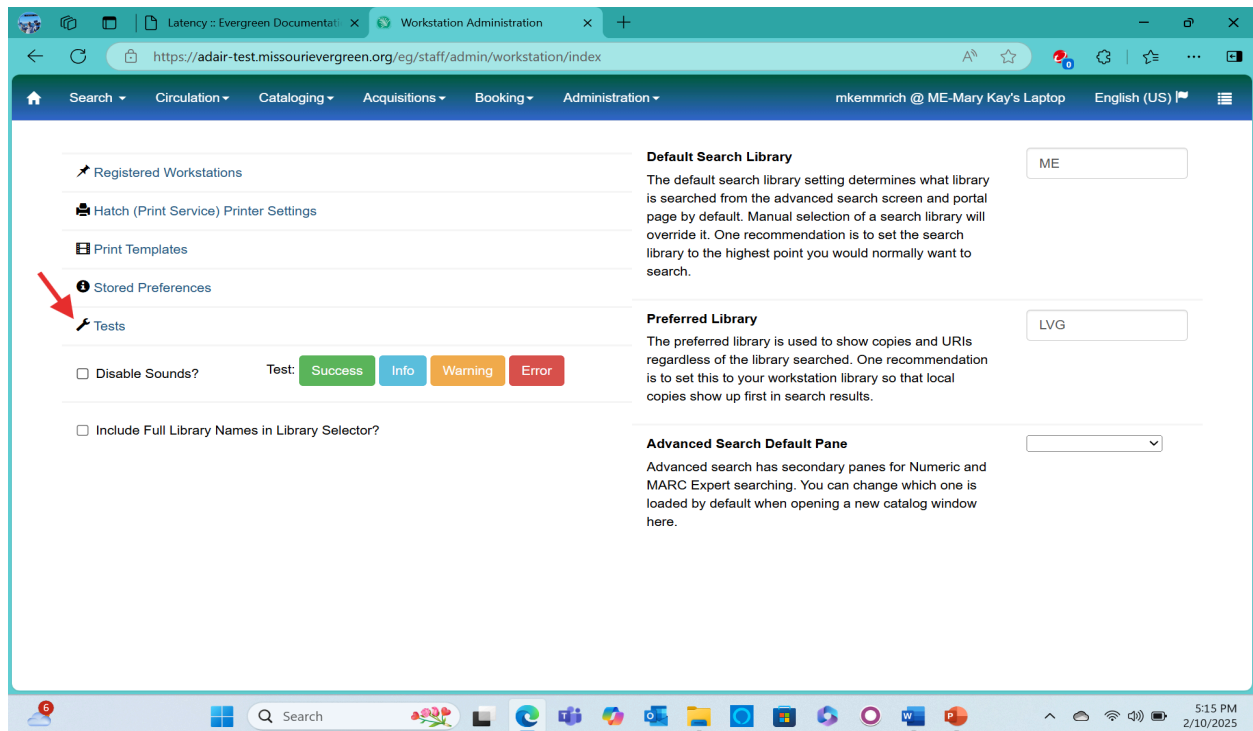 Latency :: Evergreen Documentati
Workstation Administration
https://adair-test.missourievergreen.org/eg/staff/admin/workstation/index
Search Circulation Cataloging Acquisitions Booking Administration mkemmrich @ ME-Mary Kay's Laptop English (US)
Registered Workstations
Hatch (Print Service) Printer Settings
Print Templates
Stored Preferences
Tests
Disable Sounds? Test: Success Info Warning Error
Include Full Library Names in Library Selector?
Default Search Library
ME
The default search library setting determines what library
is searched from the advanced search screen and portal
page by default. Manual selection of a search library will
override it. One recommendation is to set the search
library to the highest point you would normally want to
search.
Preferred Library
LVG
The preferred library is used to show copies and URIs
regardless of the library searched. One recommendation
is to set this to your workstation library so that local
copies show up first in search results.
Advanced Search Default Pane
Advanced search has secondary panes for Numeric and
MARC Expert searching. You can change which one is
loaded by default when opening a new catalog window
here.
6
Search
5:15 PM
2/10/2025